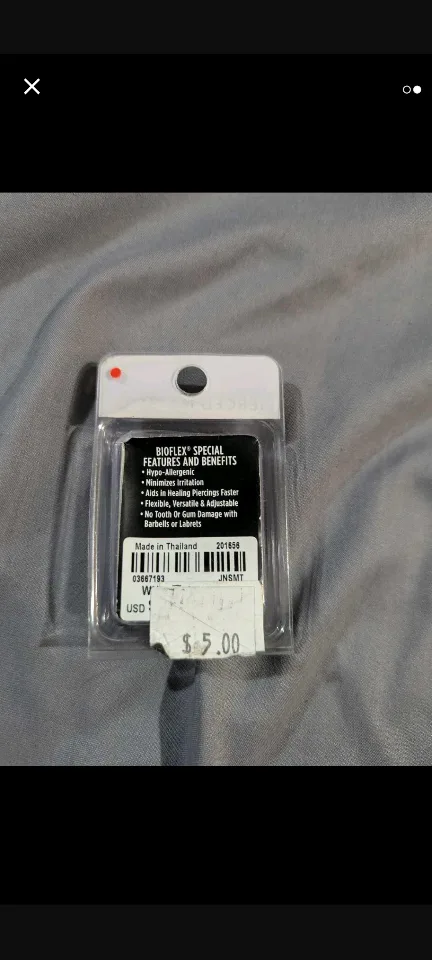 BIOFLEX® SPECIAL
FEATURES AND BENEFITS
• Hypo-Allergenic
• Minimizes Irritation
• Aids in Healing Piercings Faster
• Flexible, Versatile & Adjustable
• No Tooth Or Gum Damage with
Barbells or Labrets
Made in Thailand 201656
03667193 JNSMT
USD $
$ 5.00